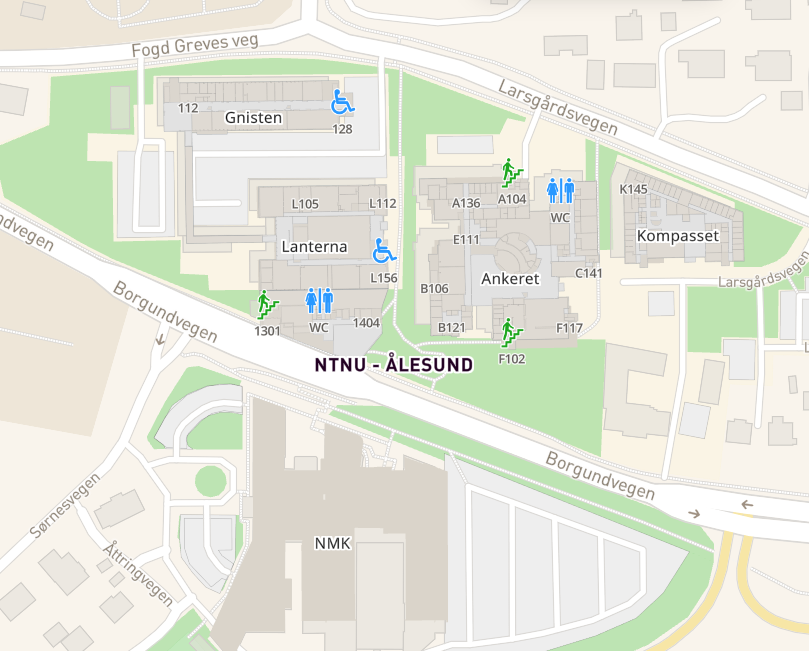 Fogd Greves veg
Larsgårdsvegen
112
Gnisten
128
K145
L105
L112
A136
A104
WC
Kompasset
E111
Lanterna
L156
Ankeret
C141
B106
Larsgårdsvegen
ndvegen
Borgundvegen
1301
WC
1404
B121
F117
F102
NTNU - ÅLESUND
L
Borgundvegen
Sørnesvegen
NMK
Åttringvegen